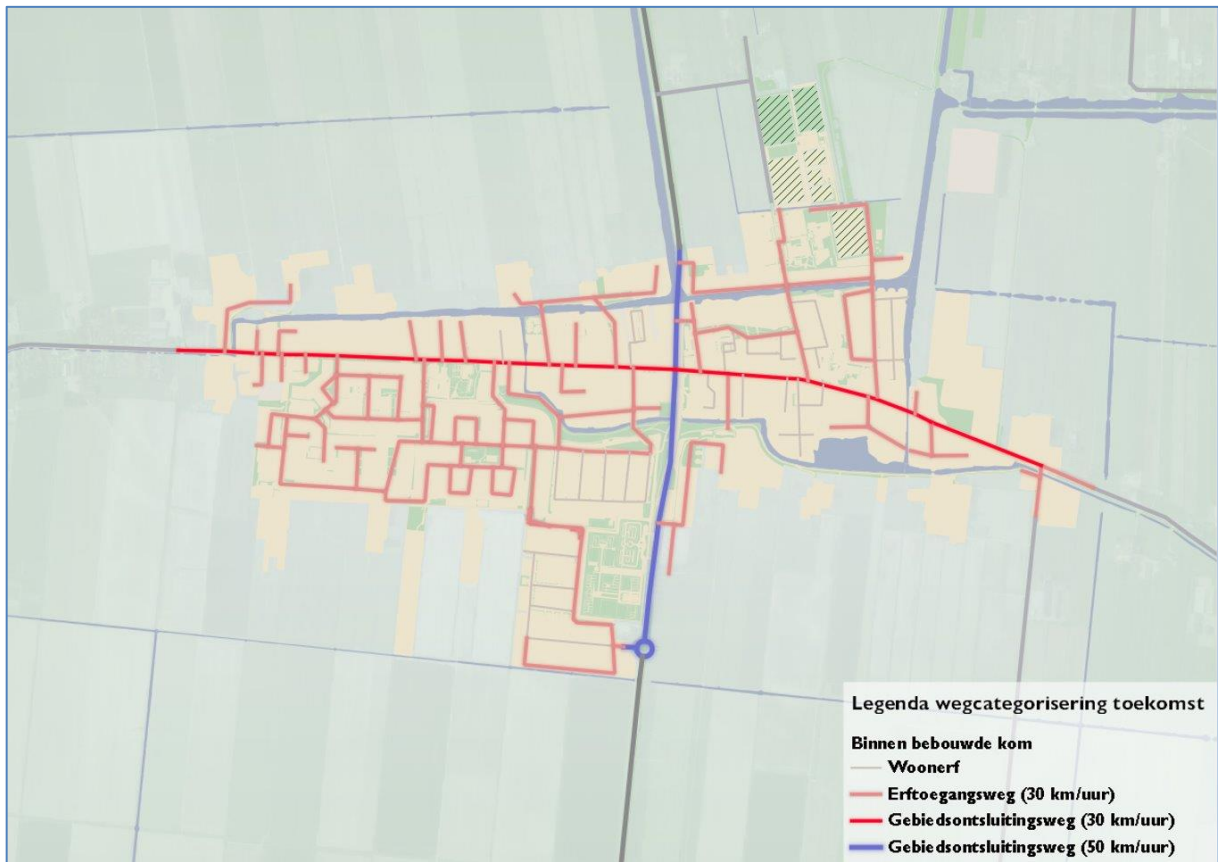 Legenda wegcategorisering toekomst
Binnen bebouwde kom
Woonerf
Erftoegangsweg (30 km/uur)
Gebiedsontsluitingsweg (30 km/uur)
Gebiedsontsluitingsweg (50 km/uur)